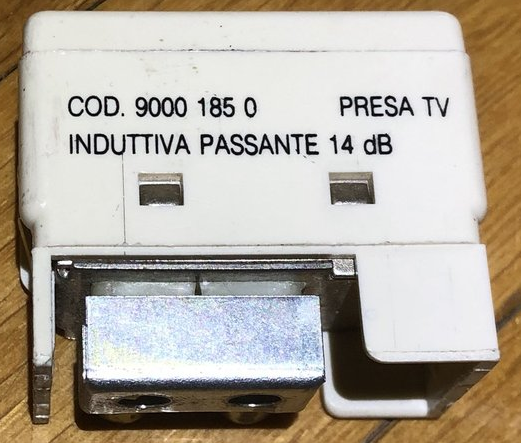 COD. 9000 185 0 PRESA TV
INDUTTIVA PASSANTE 14 dB